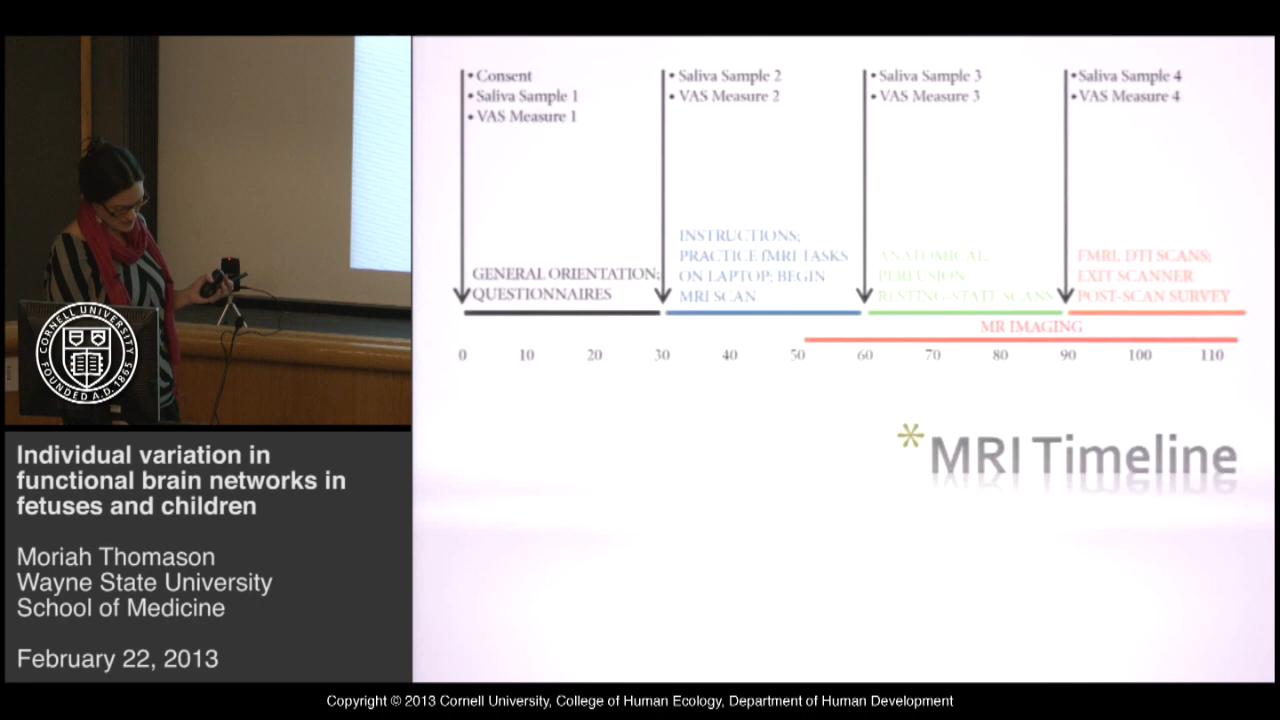 • Consent
• Saliva Sample 1
• VAS Measure 1
• Saliva Sample 2
• VAS Measure 2
• Saliva Sample 3
• VAS Measure 3
• Saliva Sample 4
• VAS Measure 4
GENERAL ORIENTATION;
QUESTIONNAIRES
INSTRUCTIONS;
PRACTICE fMRI TASKS
ON LAPTOP; BEGIN
MRI SCAN
ANATOMICAL,
PERFUSION,
RESTING-STATE SCANS
FMRI, DTI SCANS;
EXIT SCANNER
POST-SCAN SURVEY
MR IMAGING
0 10 20 30 40 50 60 70 80 90 100 110
*MRI Timeline
CORNELL UNIVERSITY
FOUNDED A.D. 1865
Individual variation in
functional brain networks in
fetuses and children
Moriah Thomason
Wayne State University
School of Medicine
February 22, 2013
Copyright © 2013 Cornell University, College of Human Ecology, Department of Human Development